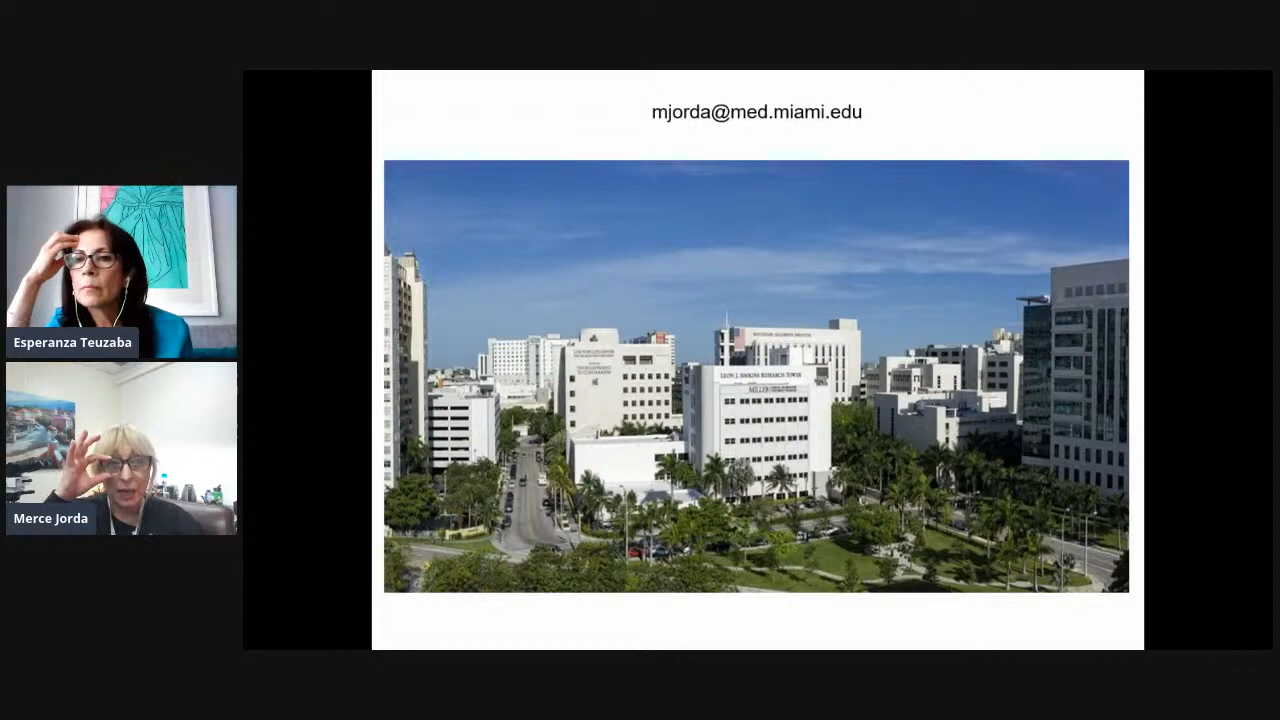 mjorda@med.miami.edu
Esperanza Teuzaba
Merce Jorda
LEON J. SIMKINS RESEARCH TOWER
MILLER